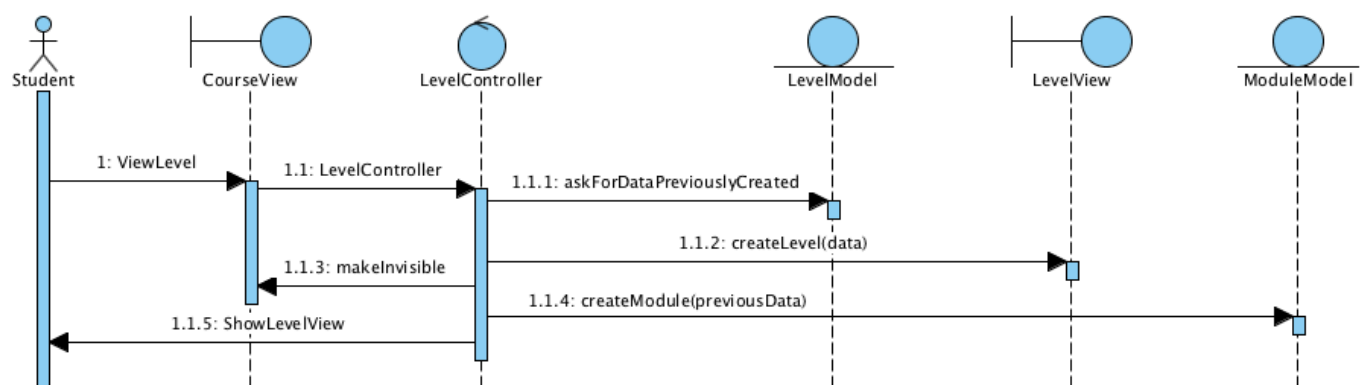 Student
CourseView
LevelController
LevelModel
LevelView
ModuleModel
1: ViewLevel
1.1: LevelController
1.1.1: askForDataPreviouslyCreated
1.1.2: createLevel(data)
1.1.3: makeInvisible
1.1.4: createModule(previousData)
1.1.5: ShowLevelView